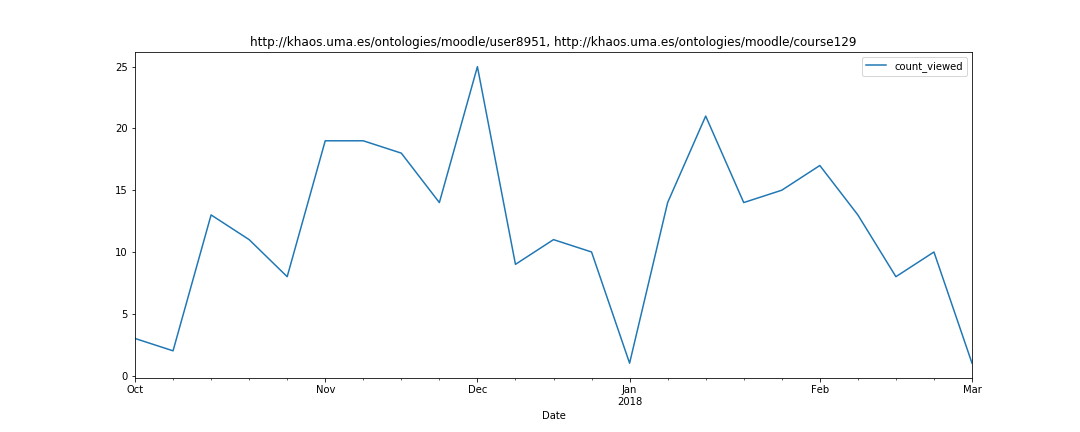 http://khaos.uma.es/ontologies/moodle/user8951, http://khaos.uma.es/ontologies/moodle/course129
count_viewed
25
20
15
10
5
0
Oct Nov Dec Jan Feb Mar
2018
Date